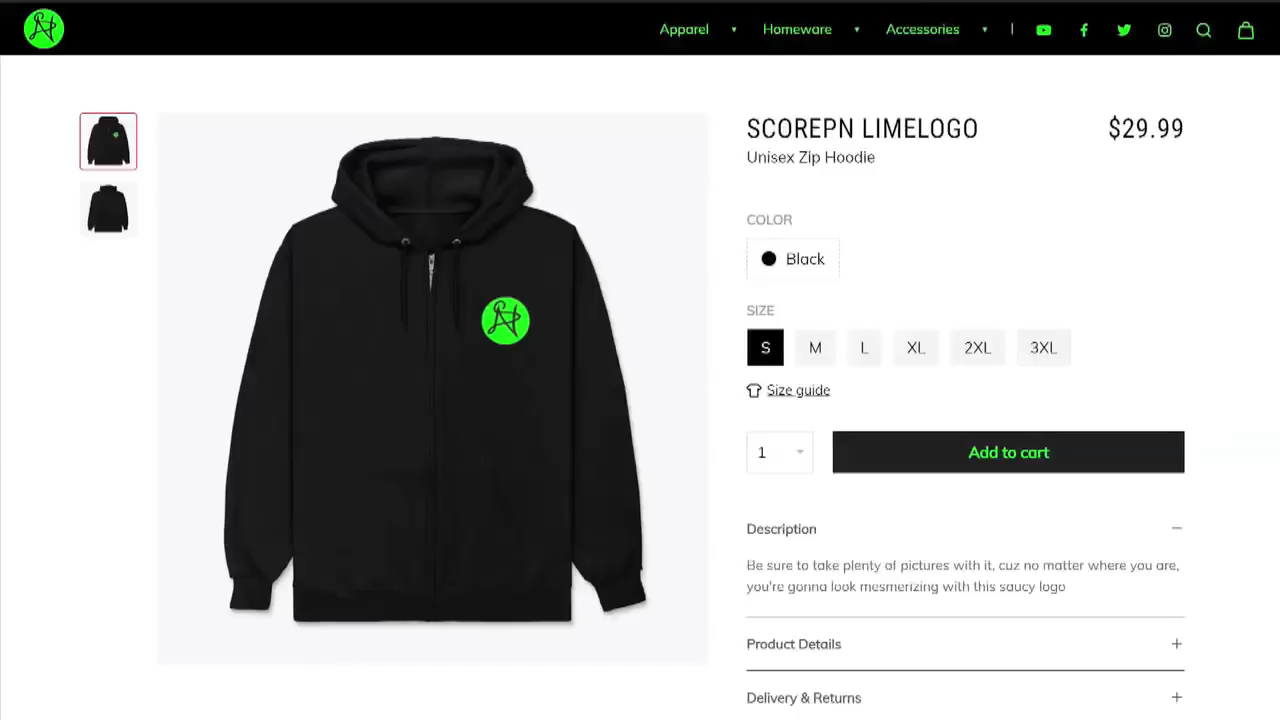 Apparel
Homeware
Accessories
SCOREPN LIMELOGO
$29.99
Unisex Zip Hoodie
COLOR
Black
SIZE
S M L XL 2XL 3XL
Size guide
1
Add to cart
Description
Be sure to take plenty of pictures with it, cuz no matter where you are,
you're gonna look mesmerizing with this saucy logo
Product Details
Delivery & Returns